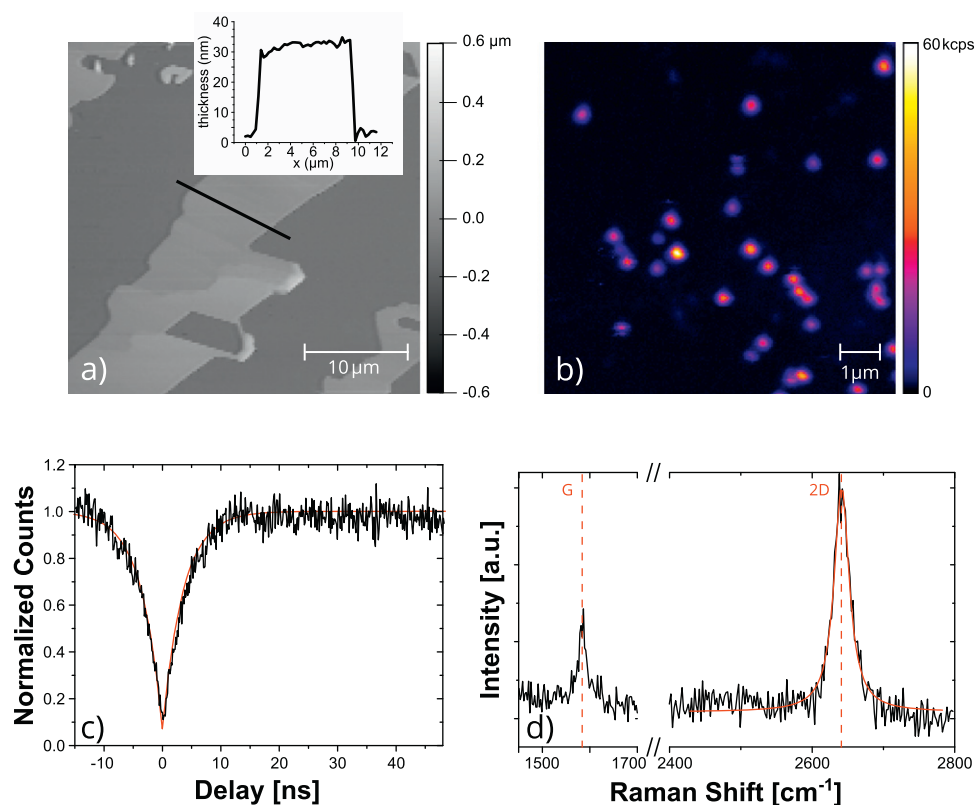 40
30
20
10
0
thickness (nm)
0 2 4 6 8 10 12
x (µm)
0.6 µm
0.4
0.2
0.0
-0.2
-0.4
-0.6
10 µm
a)
60 kcps
0
1µm
b)
1.2
1.0
0.8
0.6
0.4
0.2
0.0
Normalized Counts
c)
-10 0 10 20 30 40
Delay [ns]
G
2D
Intensity [a.u.]
d)
1500 1600 1700 2400 2600 2800
Raman Shift [cm⁻¹]